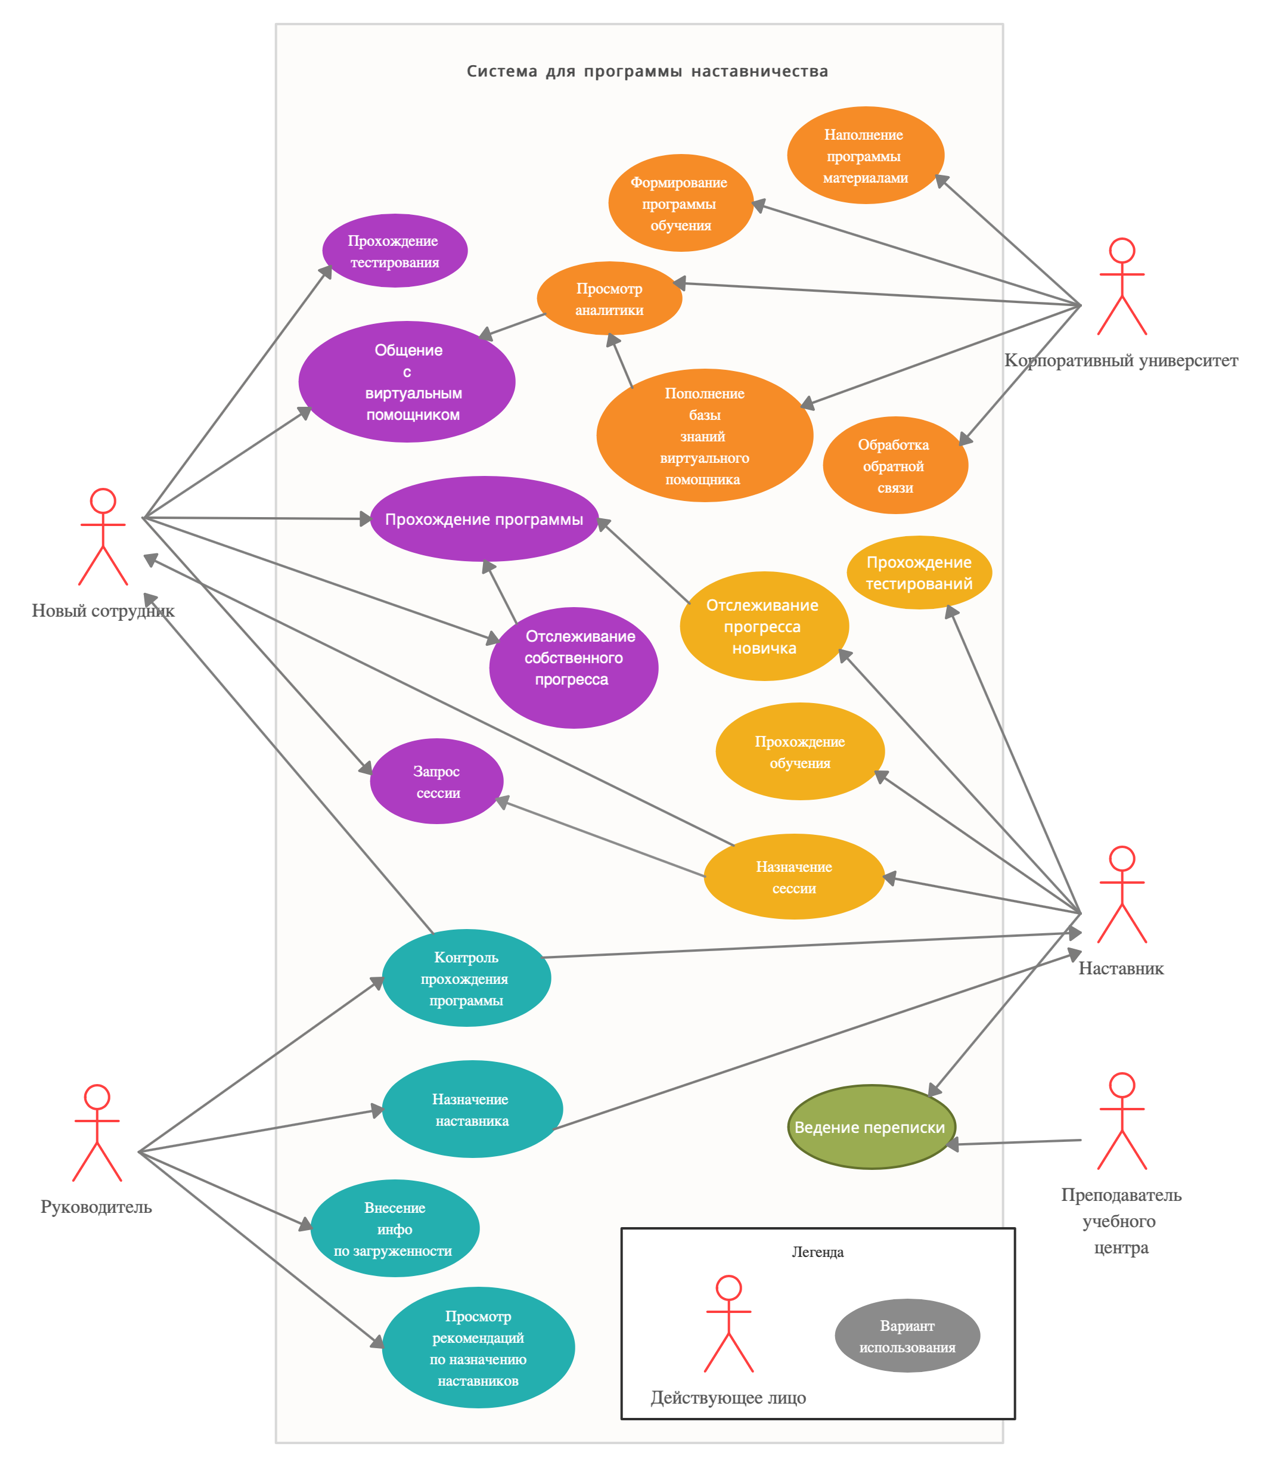 Система для программы наставничества
Наполнение
программы
материалами
Формирование
программы
обучения
Прохождение
тестирования
Просмотр
аналитики
Общение
с
виртуальным
помощником
Корпоративный университет
Пополнение
базы
знаний
виртуального
помощника
Обработка
обратной
связи
Прохождение программы
Прохождение
тестирований
Новый сотрудник
Отслеживание
прогресса
новичка
Отслеживание
собственного
прогресса
Прохождение
обучения
Запрос
сессии
Назначение
сессии
Контроль
прохождения
программы
Наставник
Назначение
наставника
Ведение переписки
Руководитель
Преподаватель
учебного
центра
Внесение
инфо
по загруженности
Легенда
Просмотр
рекомендаций
по назначению
наставников
Вариант
использования
Действующее лицо